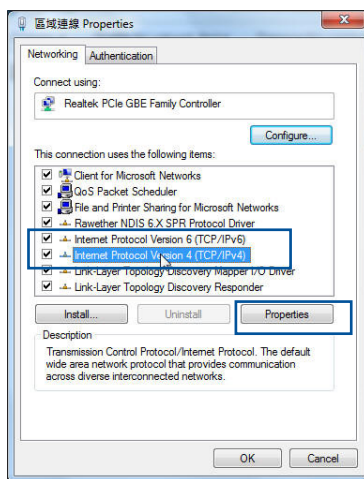 區域連線 Properties
Networking
Authentication
Connect using:
Realtek PCIe GBE Family Controller
Configure...
This connection uses the following items:
Client for Microsoft Networks
QoS Packet Scheduler
File and Printer Sharing for Microsoft Networks
Rawether NDIS 6.X SPR Protocol Driver
Internet Protocol Version 6 (TCP/IPv6)
Internet Protocol Version 4 (TCP/IPv4)
Link-Layer Topology Discovery Mapper I/O Driver
Link-Layer Topology Discovery Responder
Install...
Uninstall
Properties
Description
Transmission Control Protocol/Internet Protocol. The default
wide area network protocol that provides communication
across diverse interconnected networks.
OK
Cancel